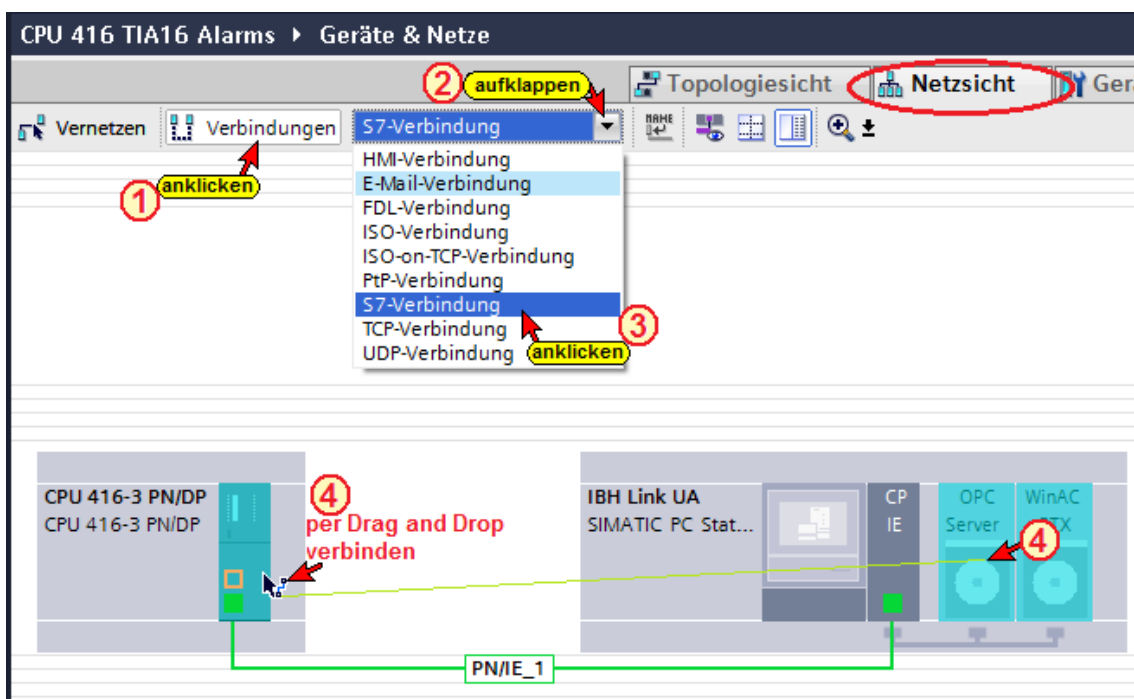 CPU 416 TIA16 Alarms ▸ Geräte & Netze
2 aufklappen
Topologiesicht
Netzsicht
Ger
Vernetzen
Verbindungen
S7-Verbindung
NAME
±
1 anklicken
HMI-Verbindung
E-Mail-Verbindung
FDL-Verbindung
ISO-Verbindung
ISO-on-TCP-Verbindung
PtP-Verbindung
S7-Verbindung
TCP-Verbindung
UDP-Verbindung
3
anklicken
CPU 416-3 PN/DP
CPU 416-3 PN/DP
4
per Drag and Drop
verbinden
IBH Link UA
SIMATIC PC Stat...
CP
IE
OPC
Server
WinAC
4
PN/IE_1